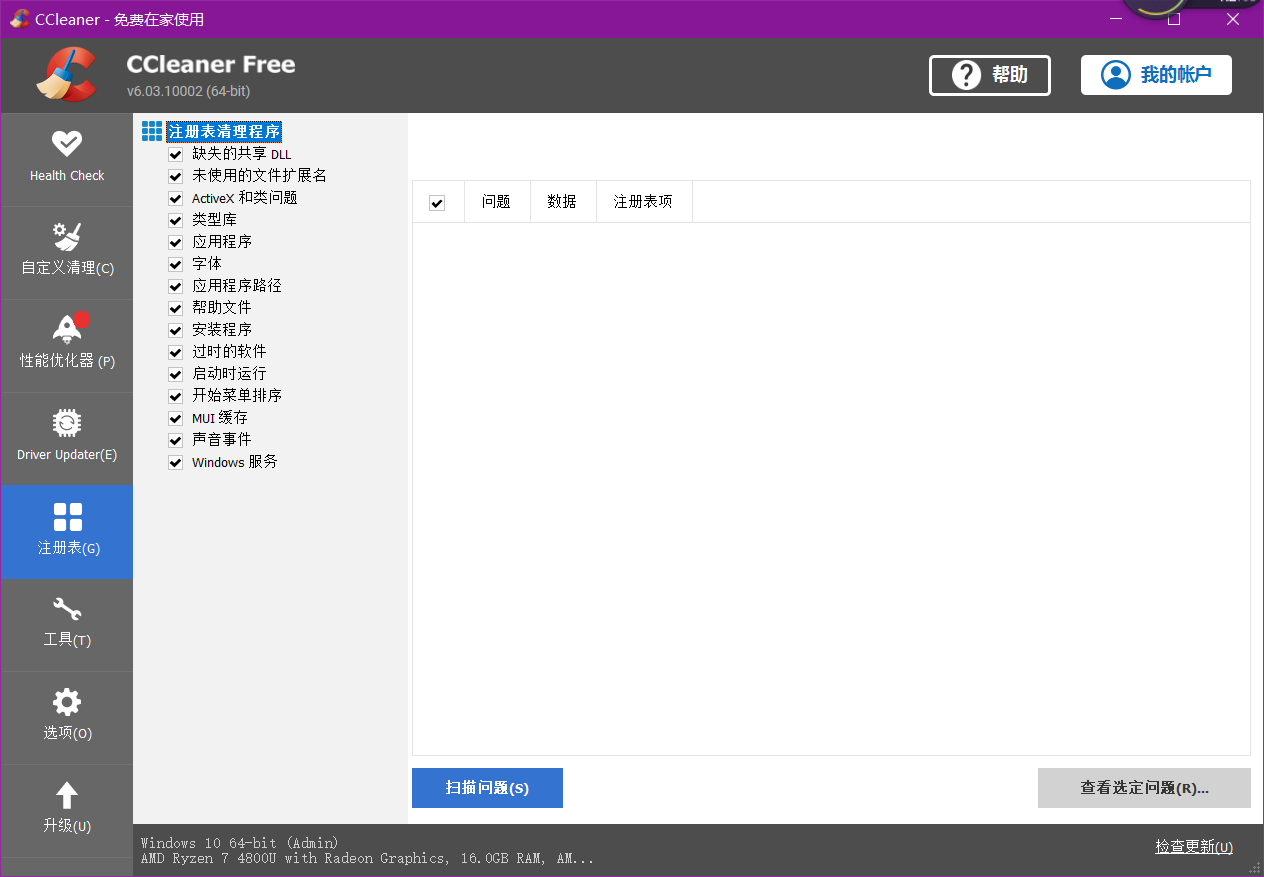 CCleaner - 免费在家使用
CCleaner Free
v6.03.10002 (64-bit)
帮助
我的帐户
Health Check
自定义清理(C)
性能优化器 (P)
Driver Updater(E)
注册表(G)
工具(T)
选项(O)
升级(U)
注册表清理程序
缺失的共享 DLL
未使用的文件扩展名
ActiveX 和类问题
类型库
应用程序
字体
应用程序路径
帮助文件
安装程序
过时的软件
启动时运行
开始菜单排序
MUI 缓存
声音事件
Windows 服务
问题 数据 注册表项
扫描问题(S)
查看选定问题(R)...
Windows 10 64-bit (Admin)
AMD Ryzen 7 4800U with Radeon Graphics, 16.0GB RAM, AM...
检查更新(U)